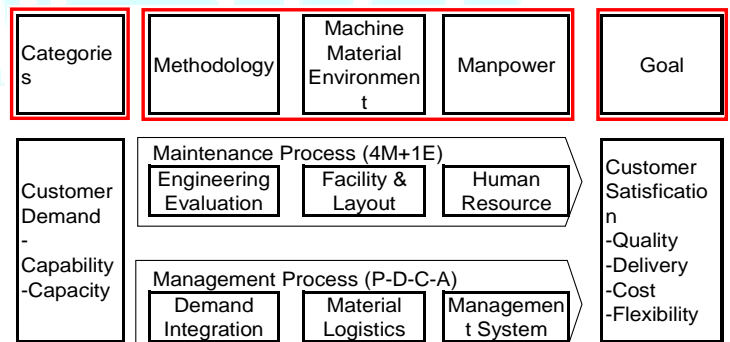 Categorie
s
Methodology
Machine
Material
Environmen
t
Manpower
Goal
Customer
Demand
-
Capability
-Capacity
Maintenance Process (4M+1E)
Engineering
Evaluation
Facility &
Layout
Human
Resource
Management Process (P-D-C-A)
Demand
Integration
Material
Logistics
Managemen
t System
Customer
Satisficatio
n
-Quality
-Delivery
-Cost
-Flexibility